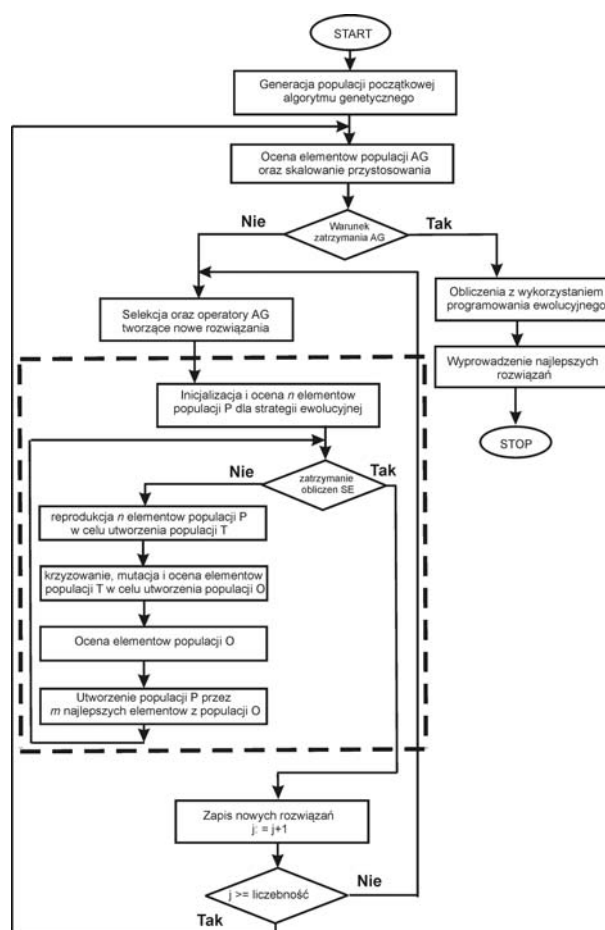 START
Generacja populacji początkowej
algorytmu genetycznego
Ocena elementow populacji AG
oraz skalowanie przystosowania
Nie
Warunek
zatrzymania AG
Tak
Selekcja oraz operatory AG
tworzące nowe rozwiązania
Obliczenia z wykorzystaniem
programowania ewolucyjnego
Wyprowadzenie najlepszych
rozwiązań
STOP
Inicjalizacja i ocena n elementow
populacji P dla strategii ewolucyjnej
Nie
zatrzymanie
obliczen SE
Tak
reprodukcja n elementow populacji P
w celu utworzenia populacji T
krzyzowanie, mutacja i ocena elementow
populacji T w celu utworzenia populacji O
Ocena elementow populacji O
Utworzenie populacji P przez
m najlepszych elementow z populacji O
Zapis nowych rozwiązań
j: = j+1
j >= liczebność
Nie
Tak